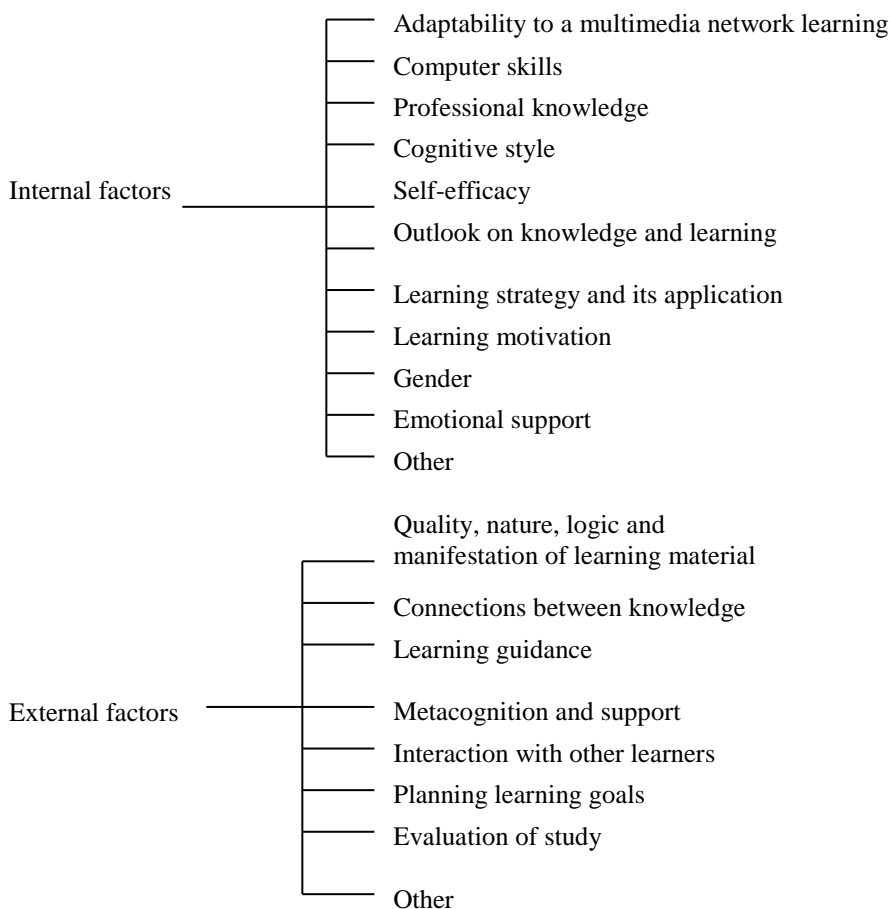 Adaptability to a multimedia network learning
Computer skills
Professional knowledge
Cognitive style
Internal factors
Self-efficacy
Outlook on knowledge and learning
Learning strategy and its application
Learning motivation
Gender
Emotional support
Other
Quality, nature, logic and
manifestation of learning material
Connections between knowledge
Learning guidance
External factors
Metacognition and support
Interaction with other learners
Planning learning goals
Evaluation of study
Other